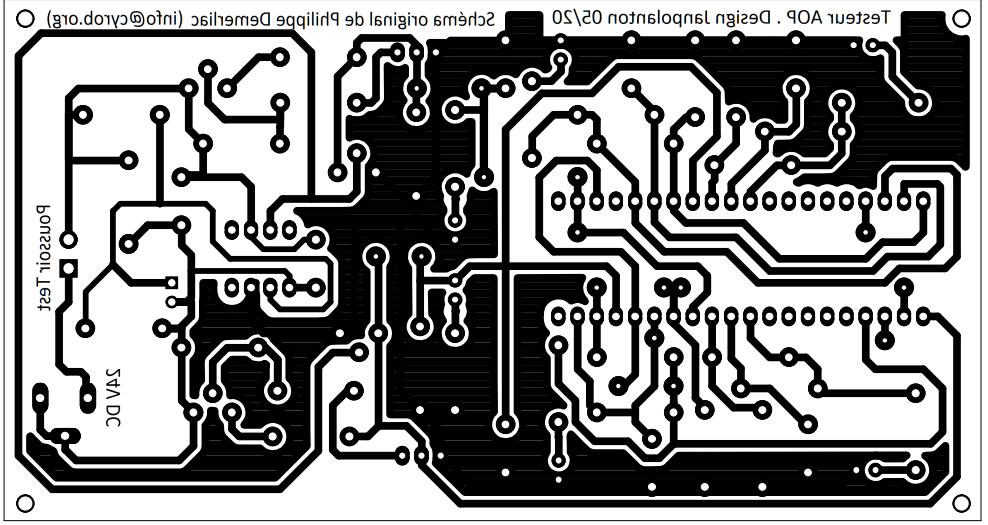 Testeur AOP . Design Janpolanton 05/20
Schéma original de Philippe Demerliac (info@cyrob.org)
Poussoir Test
24V DC